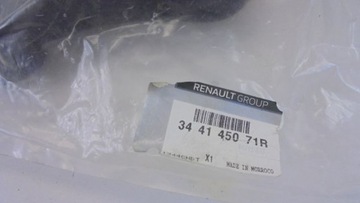 RENAULT GROUP
34 41 450 71R
X1
MADE IN MOROCCO